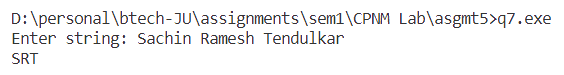 D:\personal\btech-JU\assignments\sem1\CPNM Lab\asgmt5>q7.exe
Enter string: Sachin Ramesh Tendulkar
SRT